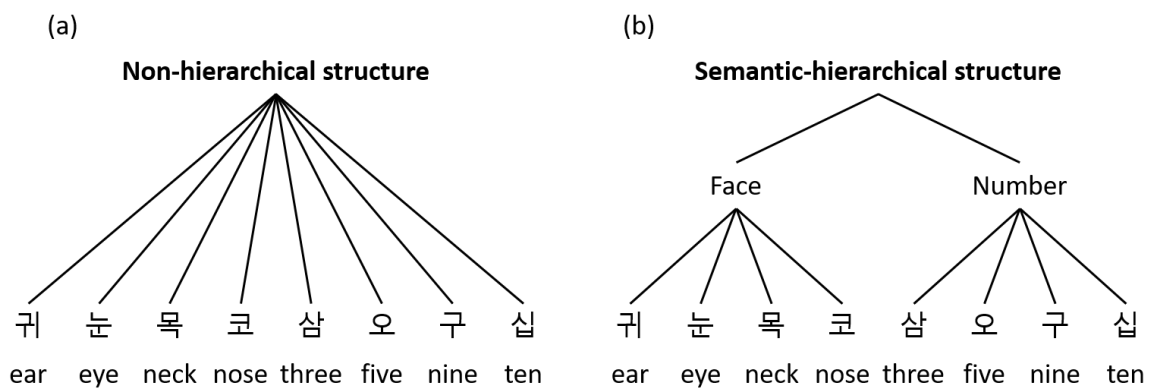 (a)
Non-hierarchical structure
귀 눈 목 코 삼 오 구 십
ear eye neck nose three five nine ten
(b)
Semantic-hierarchical structure
Face Number
귀 눈 목 코 삼 오 구 십
ear eye neck nose three five nine ten